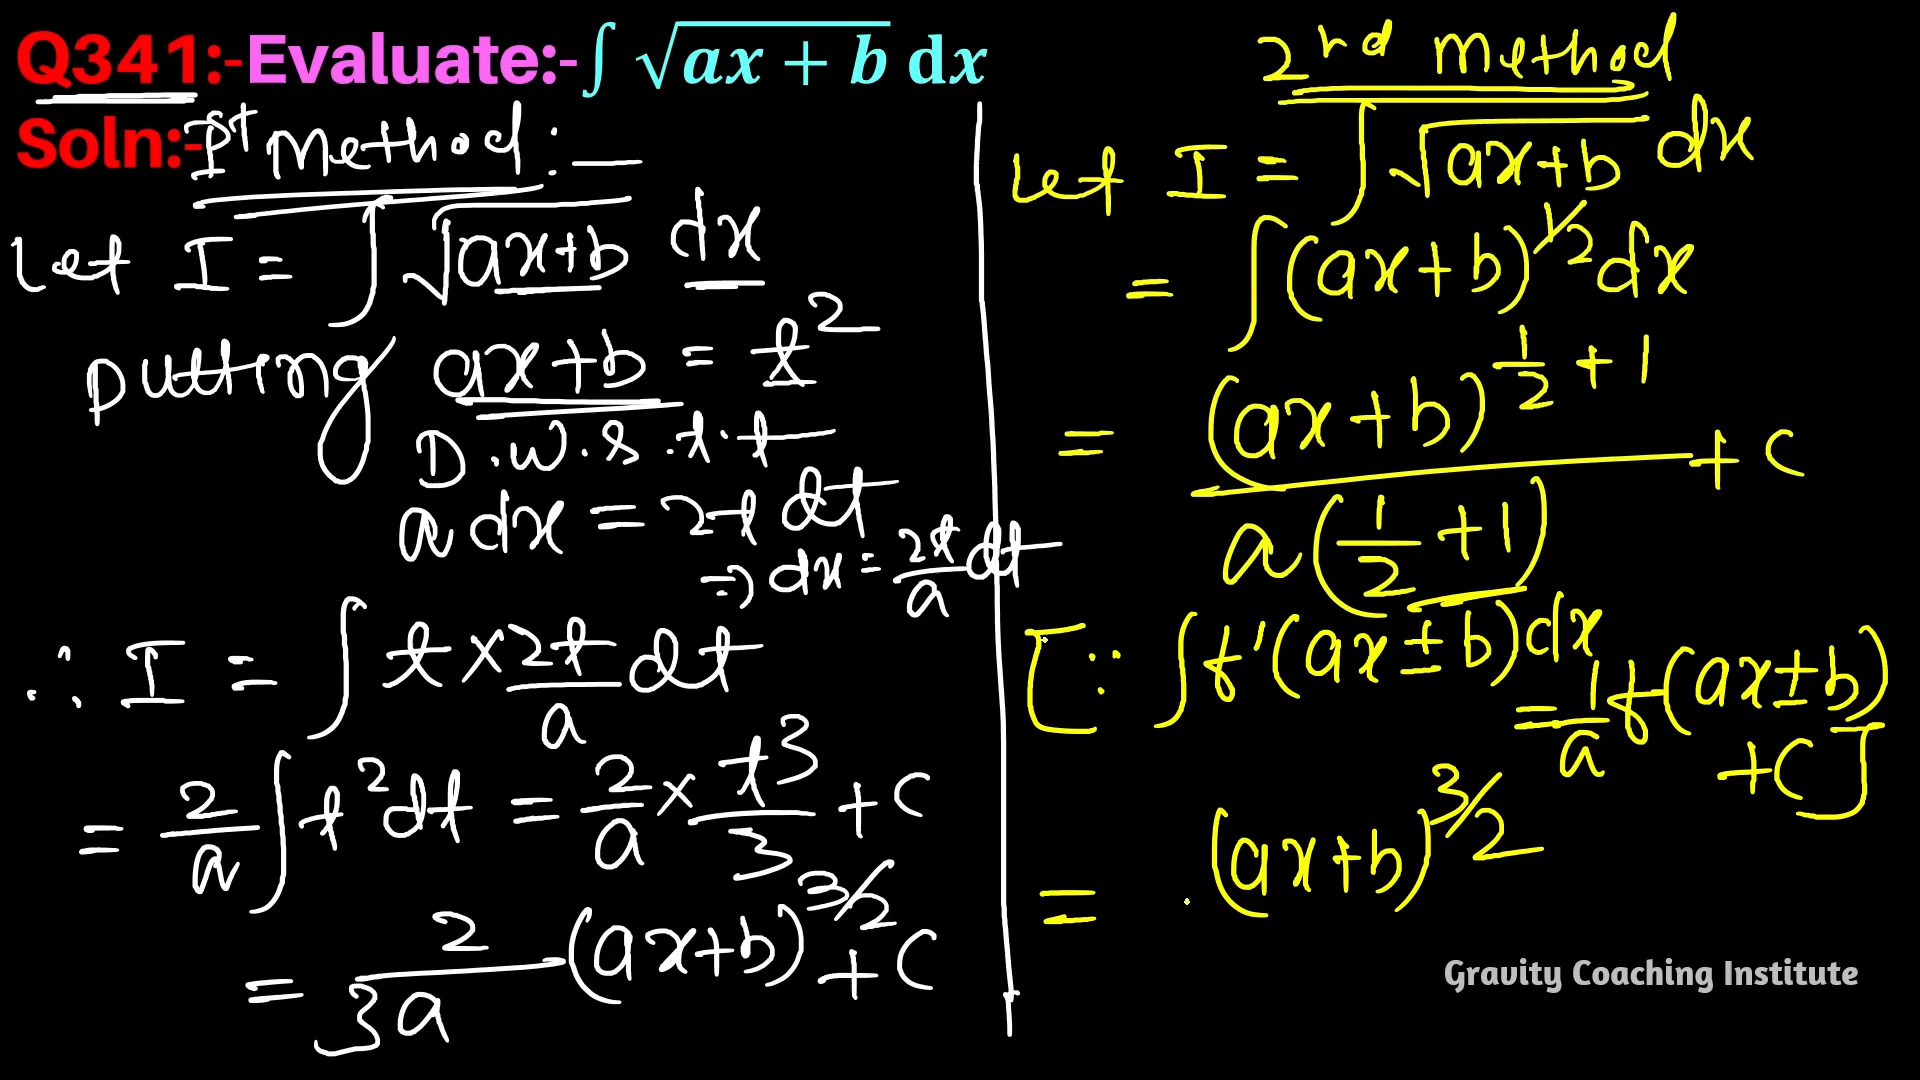 Q341:-Evaluate:-∫ √(ax + b) dx
Soln:- Iˢᵗ Method:—
Let I = ∫ √(ax+b) dx
putting ax+b = t²
D.w.r.t.t
a dx = 2t dt
⇒ dx = 2t/a dt
∴ I = ∫ t × 2t/a dt
= 2/a ∫ t² dt = 2/a × t³/3 + C
= 2/3a (ax+b)^3/2 + C
2nd Method
Let I = ∫ √(ax+b) dx
= ∫ (ax+b)^1/2 dx
= (ax+b)^(1/2 + 1) / a(1/2 + 1) + C
[∵ ∫ f'(ax ± b) dx
= 1/a f(ax ± b)
+ C]
= (ax+b)^3/2
Gravity Coaching Institute